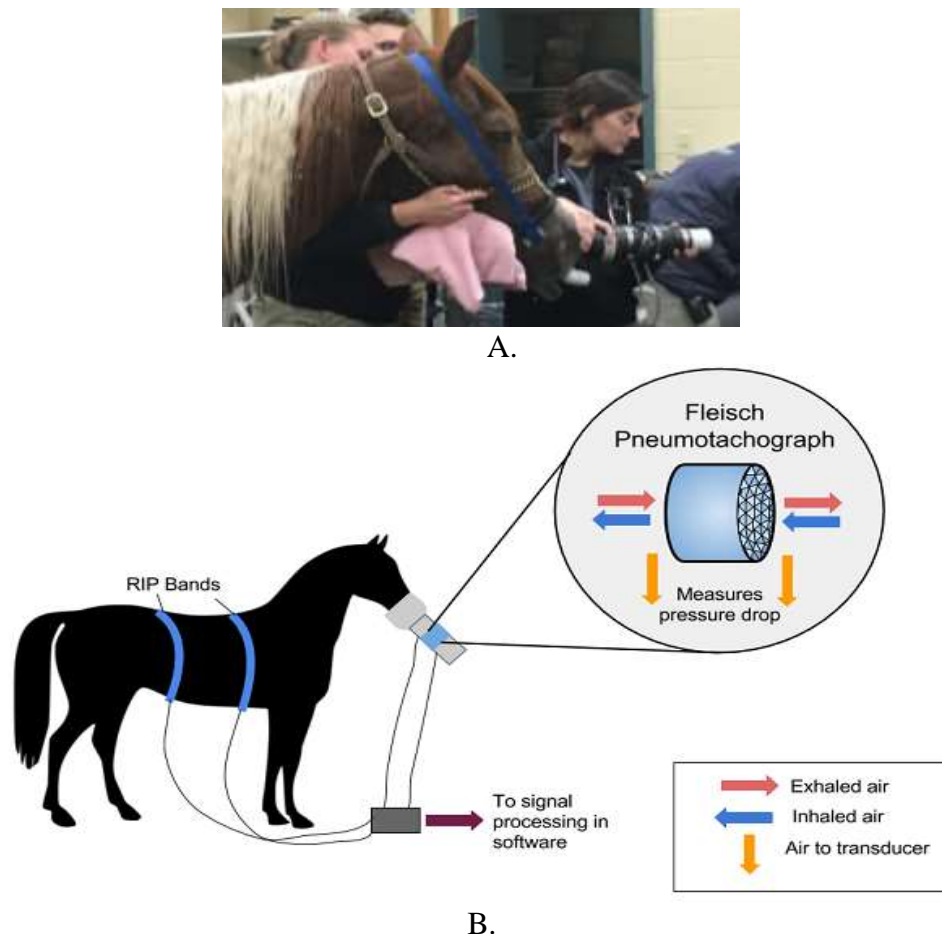 A.
Fleisch
Pneumotachograph
Measures
pressure drop
RIP Bands
To signal
processing in
software
Exhaled air
Inhaled air
Air to transducer
B.